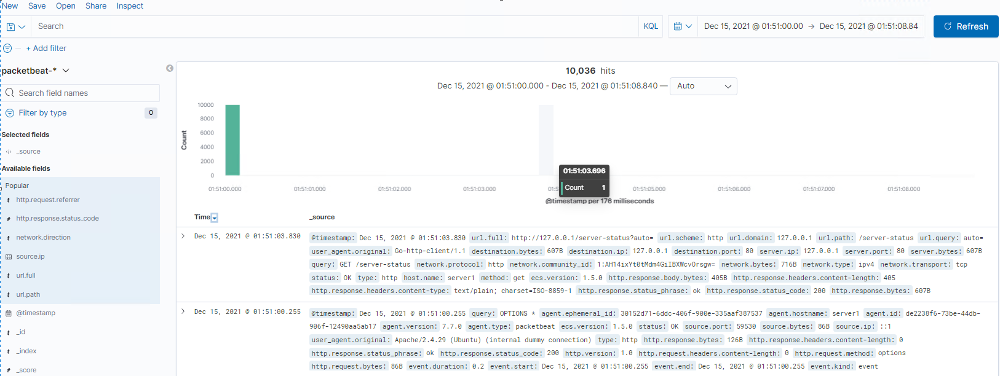 New Save Open Share Inspect
Search KQL Dec 15, 2021 @ 01:51:00.00 → Dec 15, 2021 @ 01:51:08.84 Refresh
+ Add filter
packetbeat-*
Search field names
Filter by type 0
Selected fields
</> _source
Available fields
Popular
t http.request.referrer
# http.response.status_code
t network.direction
source.ip
t url.full
t url.path
@timestamp
t _id
t _index
# _score
10,036 hits
Dec 15, 2021 @ 01:51:00.000 - Dec 15, 2021 @ 01:51:08.840 — Auto
Count
10000
8000
6000
4000
2000
0
01:51:03.696
Count 1
01:51:00.000 01:51:01.000 01:51:02.000 01:51:03.000 01:5 01:51:05.000 01:51:06.000 01:51:07.000 01:51:08.000
@timestamp per 176 milliseconds
Time _source
Dec 15, 2021 @ 01:51:03.830 @timestamp: Dec 15, 2021 @ 01:51:03.830 url.full: http://127.0.0.1/server-status?auto= url.scheme: http url.domain: 127.0.0.1 url.path: /server-status url.query: auto=
user_agent.original: Go-http-client/1.1 destination.bytes: 607B destination.ip: 127.0.0.1 destination.port: 80 server.ip: 127.0.0.1 server.port: 80 server.bytes: 607B
query: GET /server-status network.protocol: http network.community_id: 1:AH14ixYt0tMdm4GiIBXWcvOrsgw= network.bytes: 716B network.type: ipv4 network.transport: tcp
status: OK type: http host.name: server1 method: get ecs.version: 1.5.0 http.response.body.bytes: 405B http.response.headers.content-length: 405
http.response.headers.content-type: text/plain; charset=ISO-8859-1 http.response.status_phrase: ok http.response.status_code: 200 http.response.bytes: 607B
Dec 15, 2021 @ 01:51:00.255 @timestamp: Dec 15, 2021 @ 01:51:00.255 query: OPTIONS * agent.ephemeral_id: 30152d71-6ddc-406f-900e-335aaf387537 agent.hostname: server1 agent.id: de2238f6-73be-44db-
906f-12490aa5ab17 agent.version: 7.7.0 agent.type: packetbeat ecs.version: 1.5.0 status: OK source.port: 59530 source.bytes: 86B source.ip: ::1
user_agent.original: Apache/2.4.29 (Ubuntu) (internal dummy connection) type: http http.response.bytes: 126B http.response.headers.content-length: 0
http.response.status_phrase: ok http.response.status_code: 200 http.version: 1.0 http.request.headers.content-length: 0 http.request.method: options
http.request.bytes: 86B event.duration: 0.2 event.start: Dec 15, 2021 @ 01:51:00.255 event.end: Dec 15, 2021 @ 01:51:00.255 event.kind: event